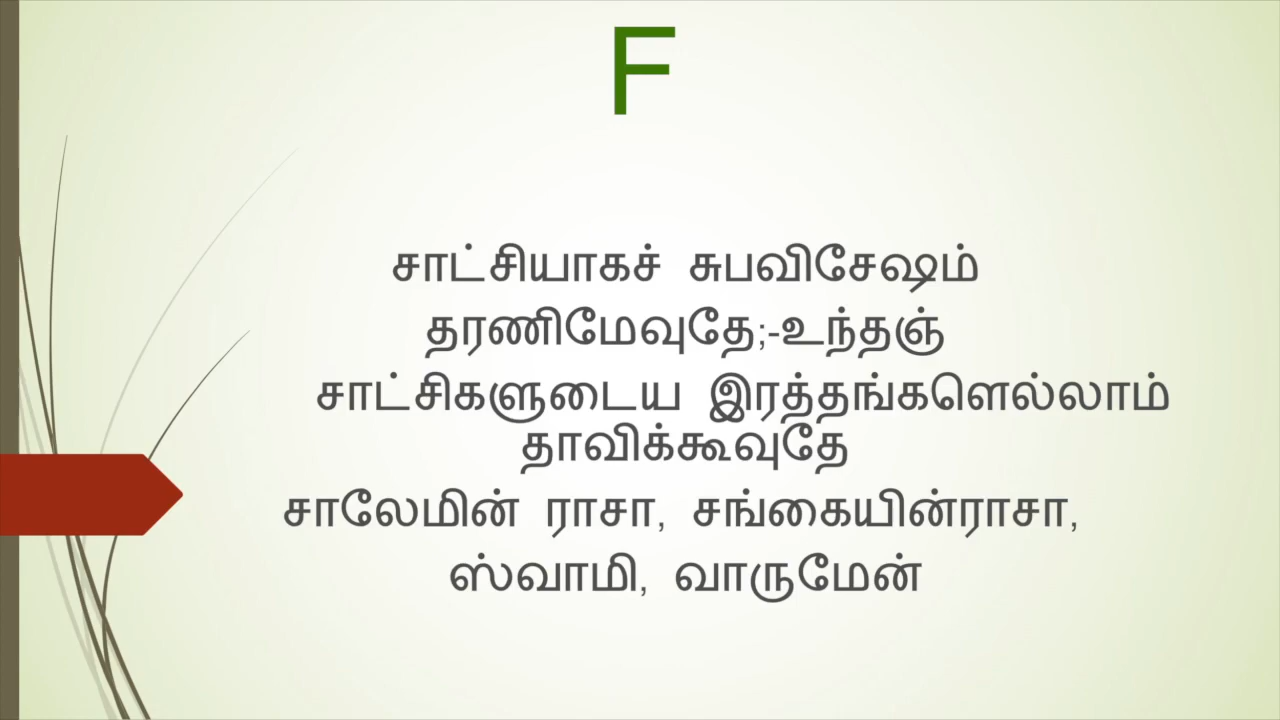 F
சாட்சியாகச் சுபவிசேஷம்
தரணிமேவுதே;-உந்தஞ்
சாட்சிகளுடைய இரத்தங்களெல்லாம்
தாவிக்கூவுதே
சாலேமின் ராசா, சங்கையின்ராசா,
ஸ்வாமி, வாருமேன்